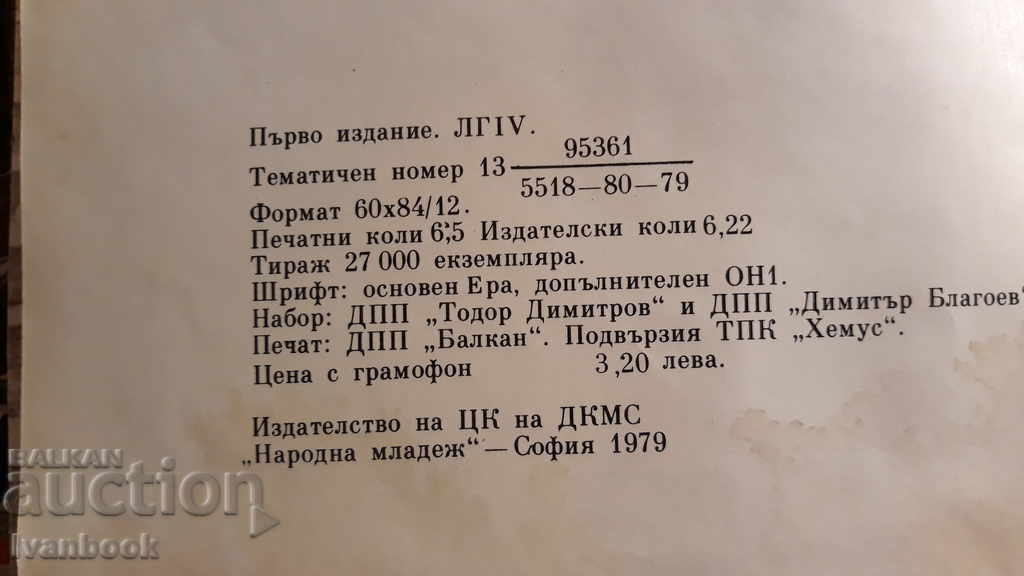 Първо издание. ЛГIV.
Тематичен номер 13 95361
5518—80—79
Формат 60x84/12.
Печатни коли 6,5 Издателски коли 6,22
Тираж 27 000 екземпляра.
Шрифт: основен Ера, допълнителен ОН1.
Набор: ДПП „Тодор Димитров“ и ДПП „Димитър Благоев“
Печат: ДПП „Балкан“. Подвързия ТПК „Хемус“.
Цена с грамофон 3,20 лева.
Издателство на ЦК на ДКМС
„Народна младеж“ — София 1979
BALKAN
auction
Ivanbook